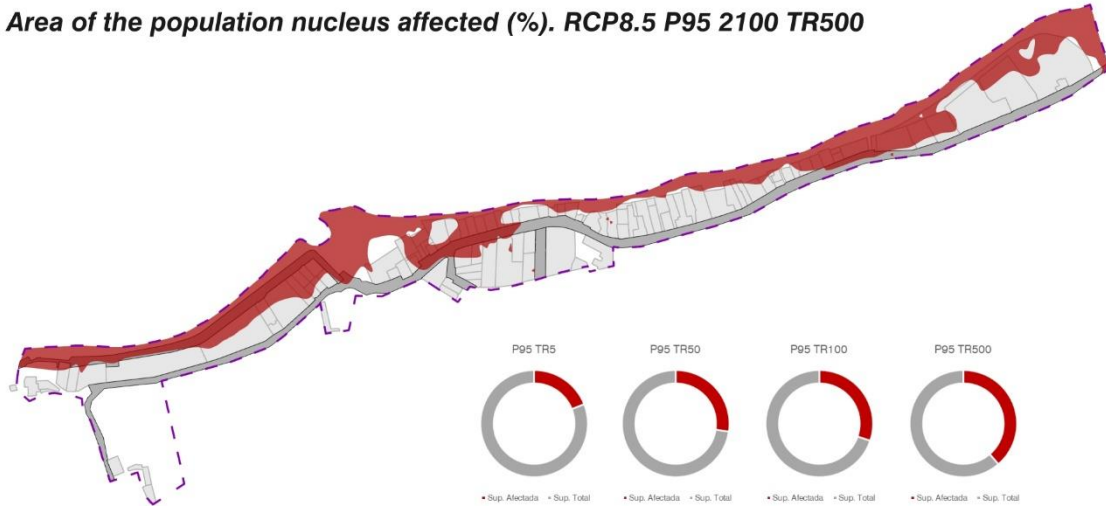 Area of the population nucleus affected (%). RCP8.5 P95 2100 TR500
P95 TR5
P95 TR50
P95 TR100
P95 TR500
Sup. Afectada Sup. Total
Sup. Afectada Sup. Total
Sup. Afectada Sup. Total
Sup. Afectada Sup. Total